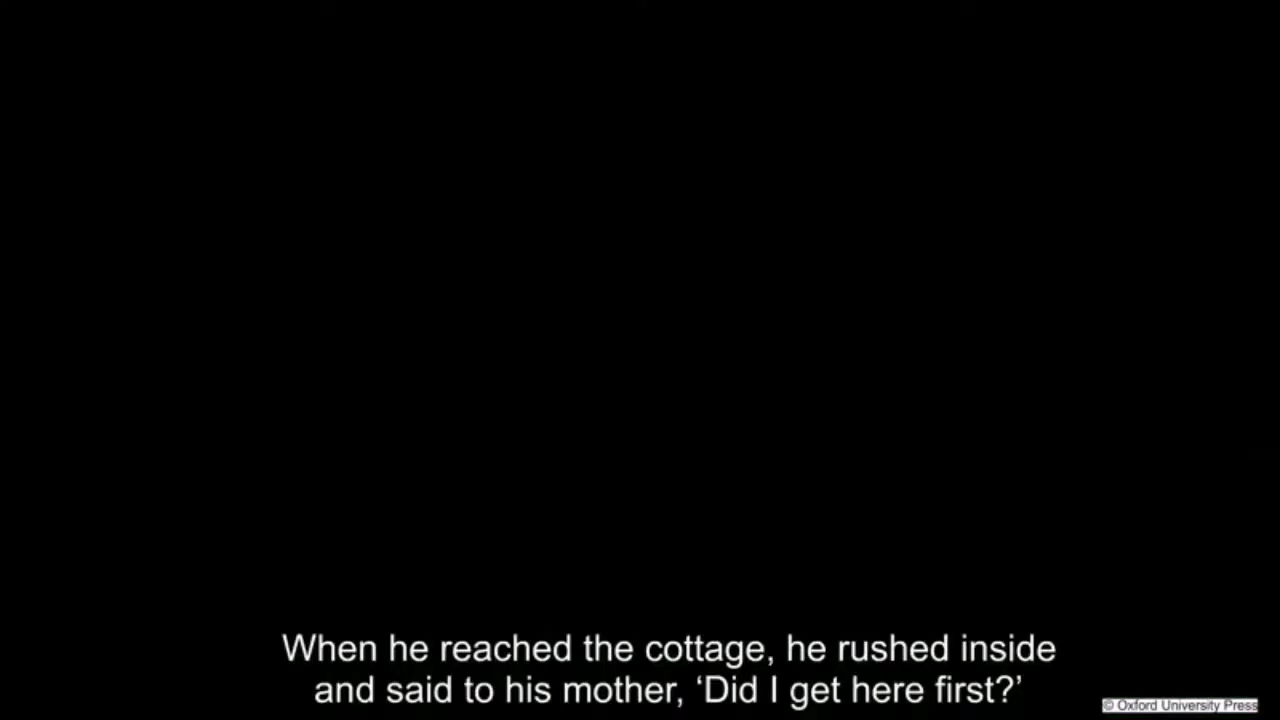 When he reached the cottage, he rushed inside
and said to his mother, ‘Did I get here first?’
© Oxford University Press